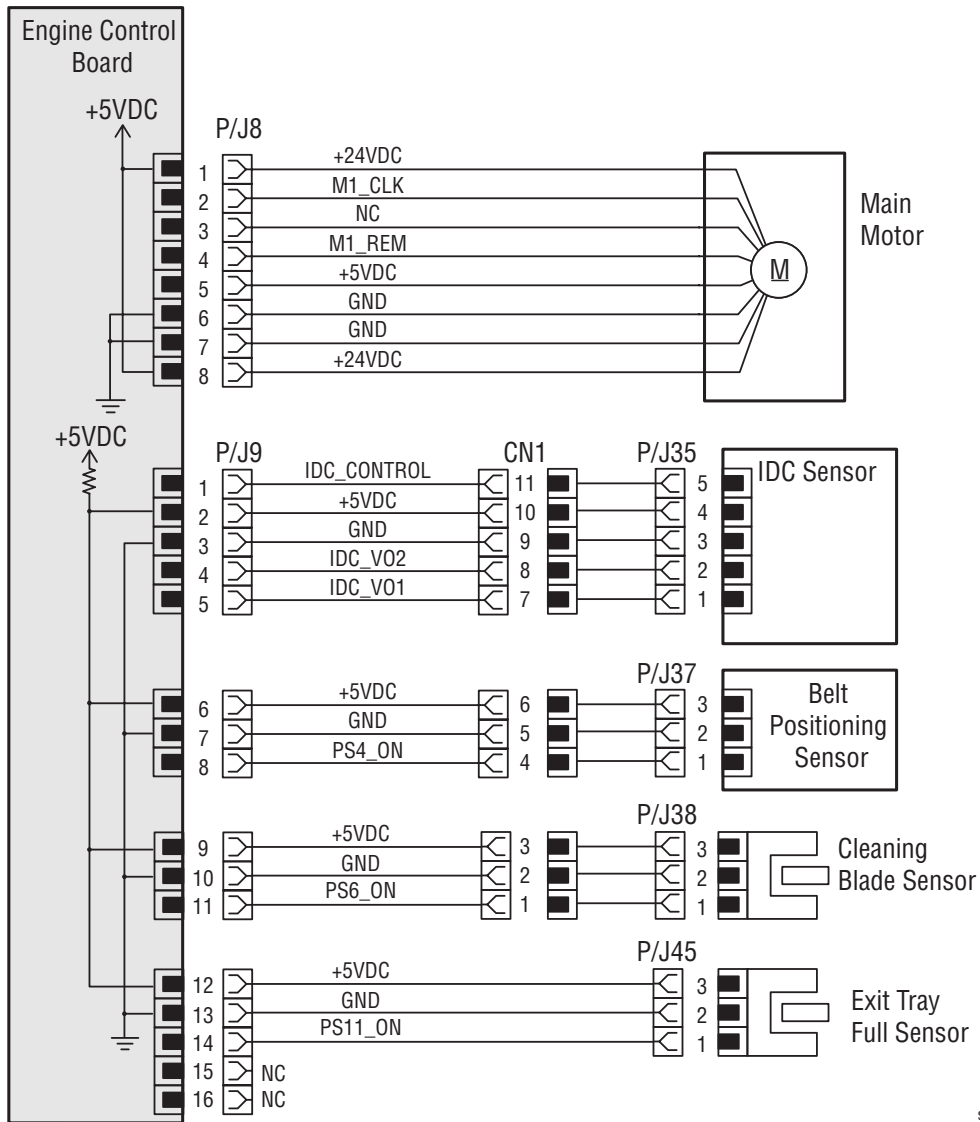 Engine Control
Board
+5VDC
P/J8
1 +24VDC
2 M1_CLK
3 NC
4 M1_REM
5 +5VDC
6 GND
7 GND
8 +24VDC
M
Main
Motor
+5VDC
P/J9 CN1 P/J35
IDC Sensor
1 IDC_CONTROL 11 5
2 +5VDC 10 4
3 GND 9 3
4 IDC_VO2 8 2
5 IDC_VO1 7 1
P/J37
Belt
Positioning
Sensor
6 +5VDC 6 3
7 GND 5 2
8 PS4_ON 4 1
P/J38
9 +5VDC 3 3
10 GND 2 2
11 PS6_ON 1 1
Cleaning
Blade Sensor
P/J45
12 +5VDC 3
13 GND 2
14 PS11_ON 1
15 NC
16 NC
Exit Tray
Full Sensor